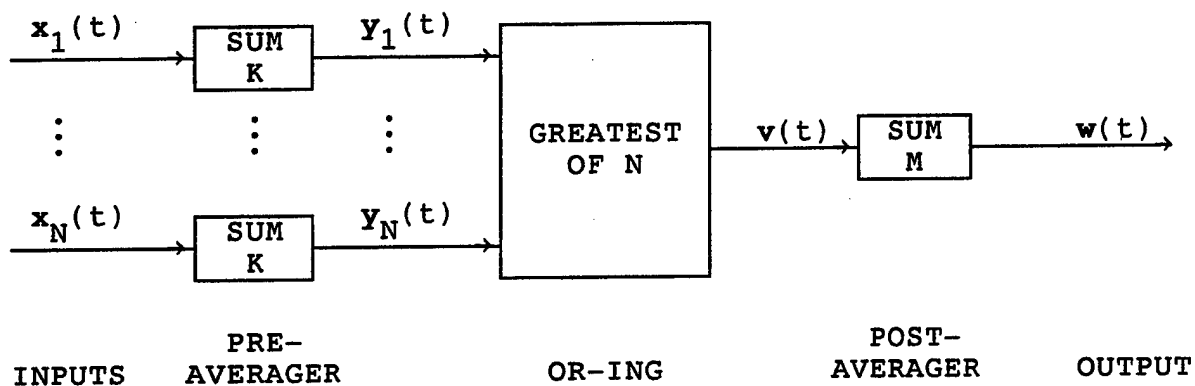 x1(t)
SUM
K
y1(t)
GREATEST
OF N
v(t)
SUM
M
w(t)
xN(t)
SUM
K
yN(t)
INPUTS
PRE-
AVERAGER
OR-ING
POST-
AVERAGER
OUTPUT